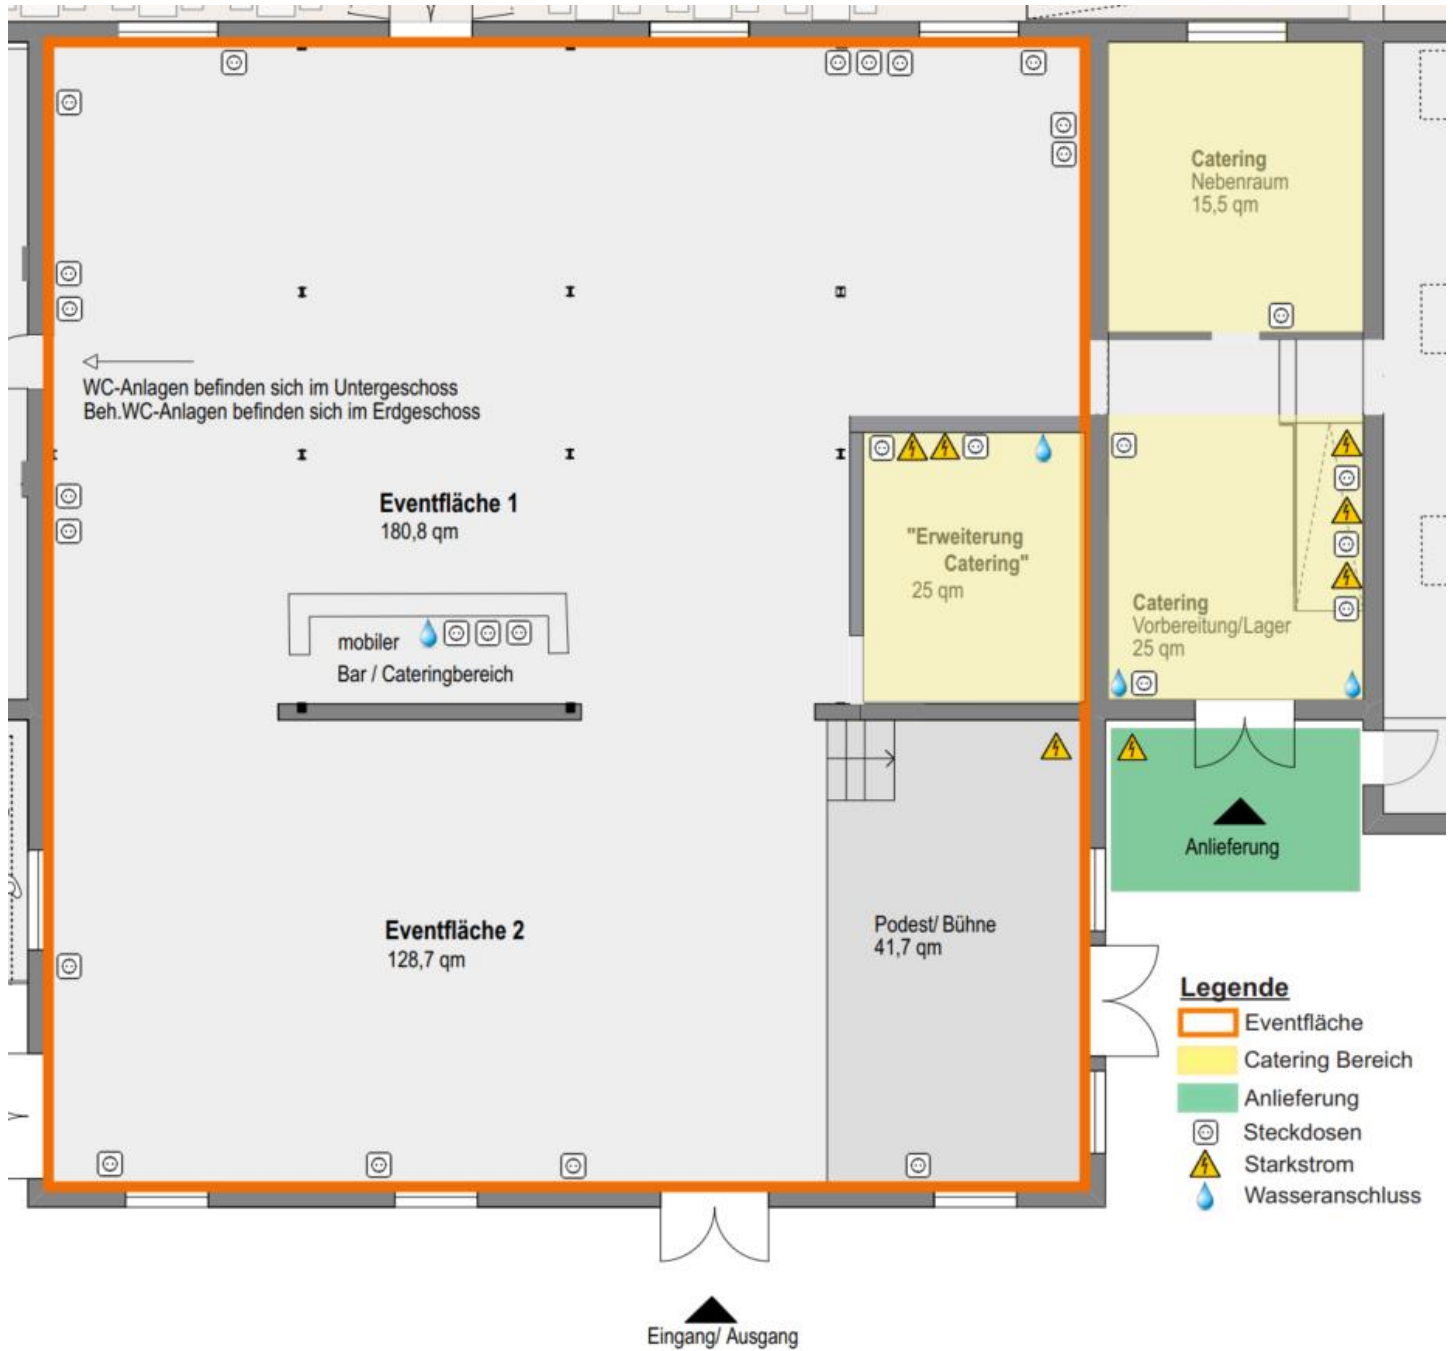 Catering
Nebenraum
15,5 qm
WC-Anlagen befinden sich im Untergeschoss
Beh.WC-Anlagen befinden sich im Erdgeschoss
Eventfläche 1
180,8 qm
"Erweiterung
Catering"
25 qm
Catering
Vorbereitung/Lager
25 qm
mobiler
Bar / Cateringbereich
Anlieferung
Eventfläche 2
128,7 qm
Podest/ Bühne
41,7 qm
Legende
Eventfläche
Catering Bereich
Anlieferung
Steckdosen
Starkstrom
Wasseranschluss
Eingang/ Ausgang